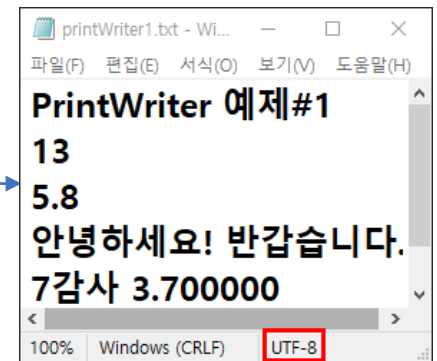 printWriter1.txt - Wi...
파일(F) 편집(E) 서식(O) 보기(V) 도움말(H)
PrintWriter 예제#1
13
5.8
안녕하세요! 반갑습니다.
7감사 3.700000
100% Windows (CRLF) UTF-8